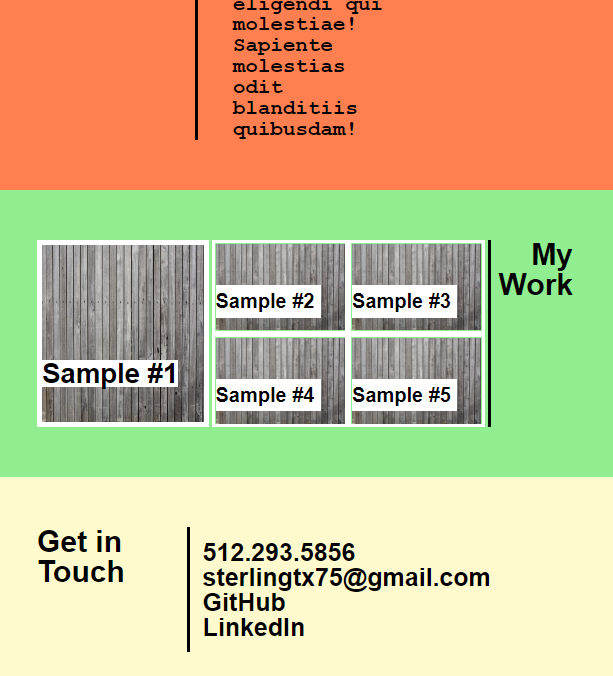 eligendi qui
molestiae!
Sapiente
molestias
odit
blanditiis
quibusdam!
My
Work
Sample #1
Sample #2
Sample #3
Sample #4
Sample #5
Get in
Touch
512.293.5856
sterlingtx75@gmail.com
GitHub
LinkedIn